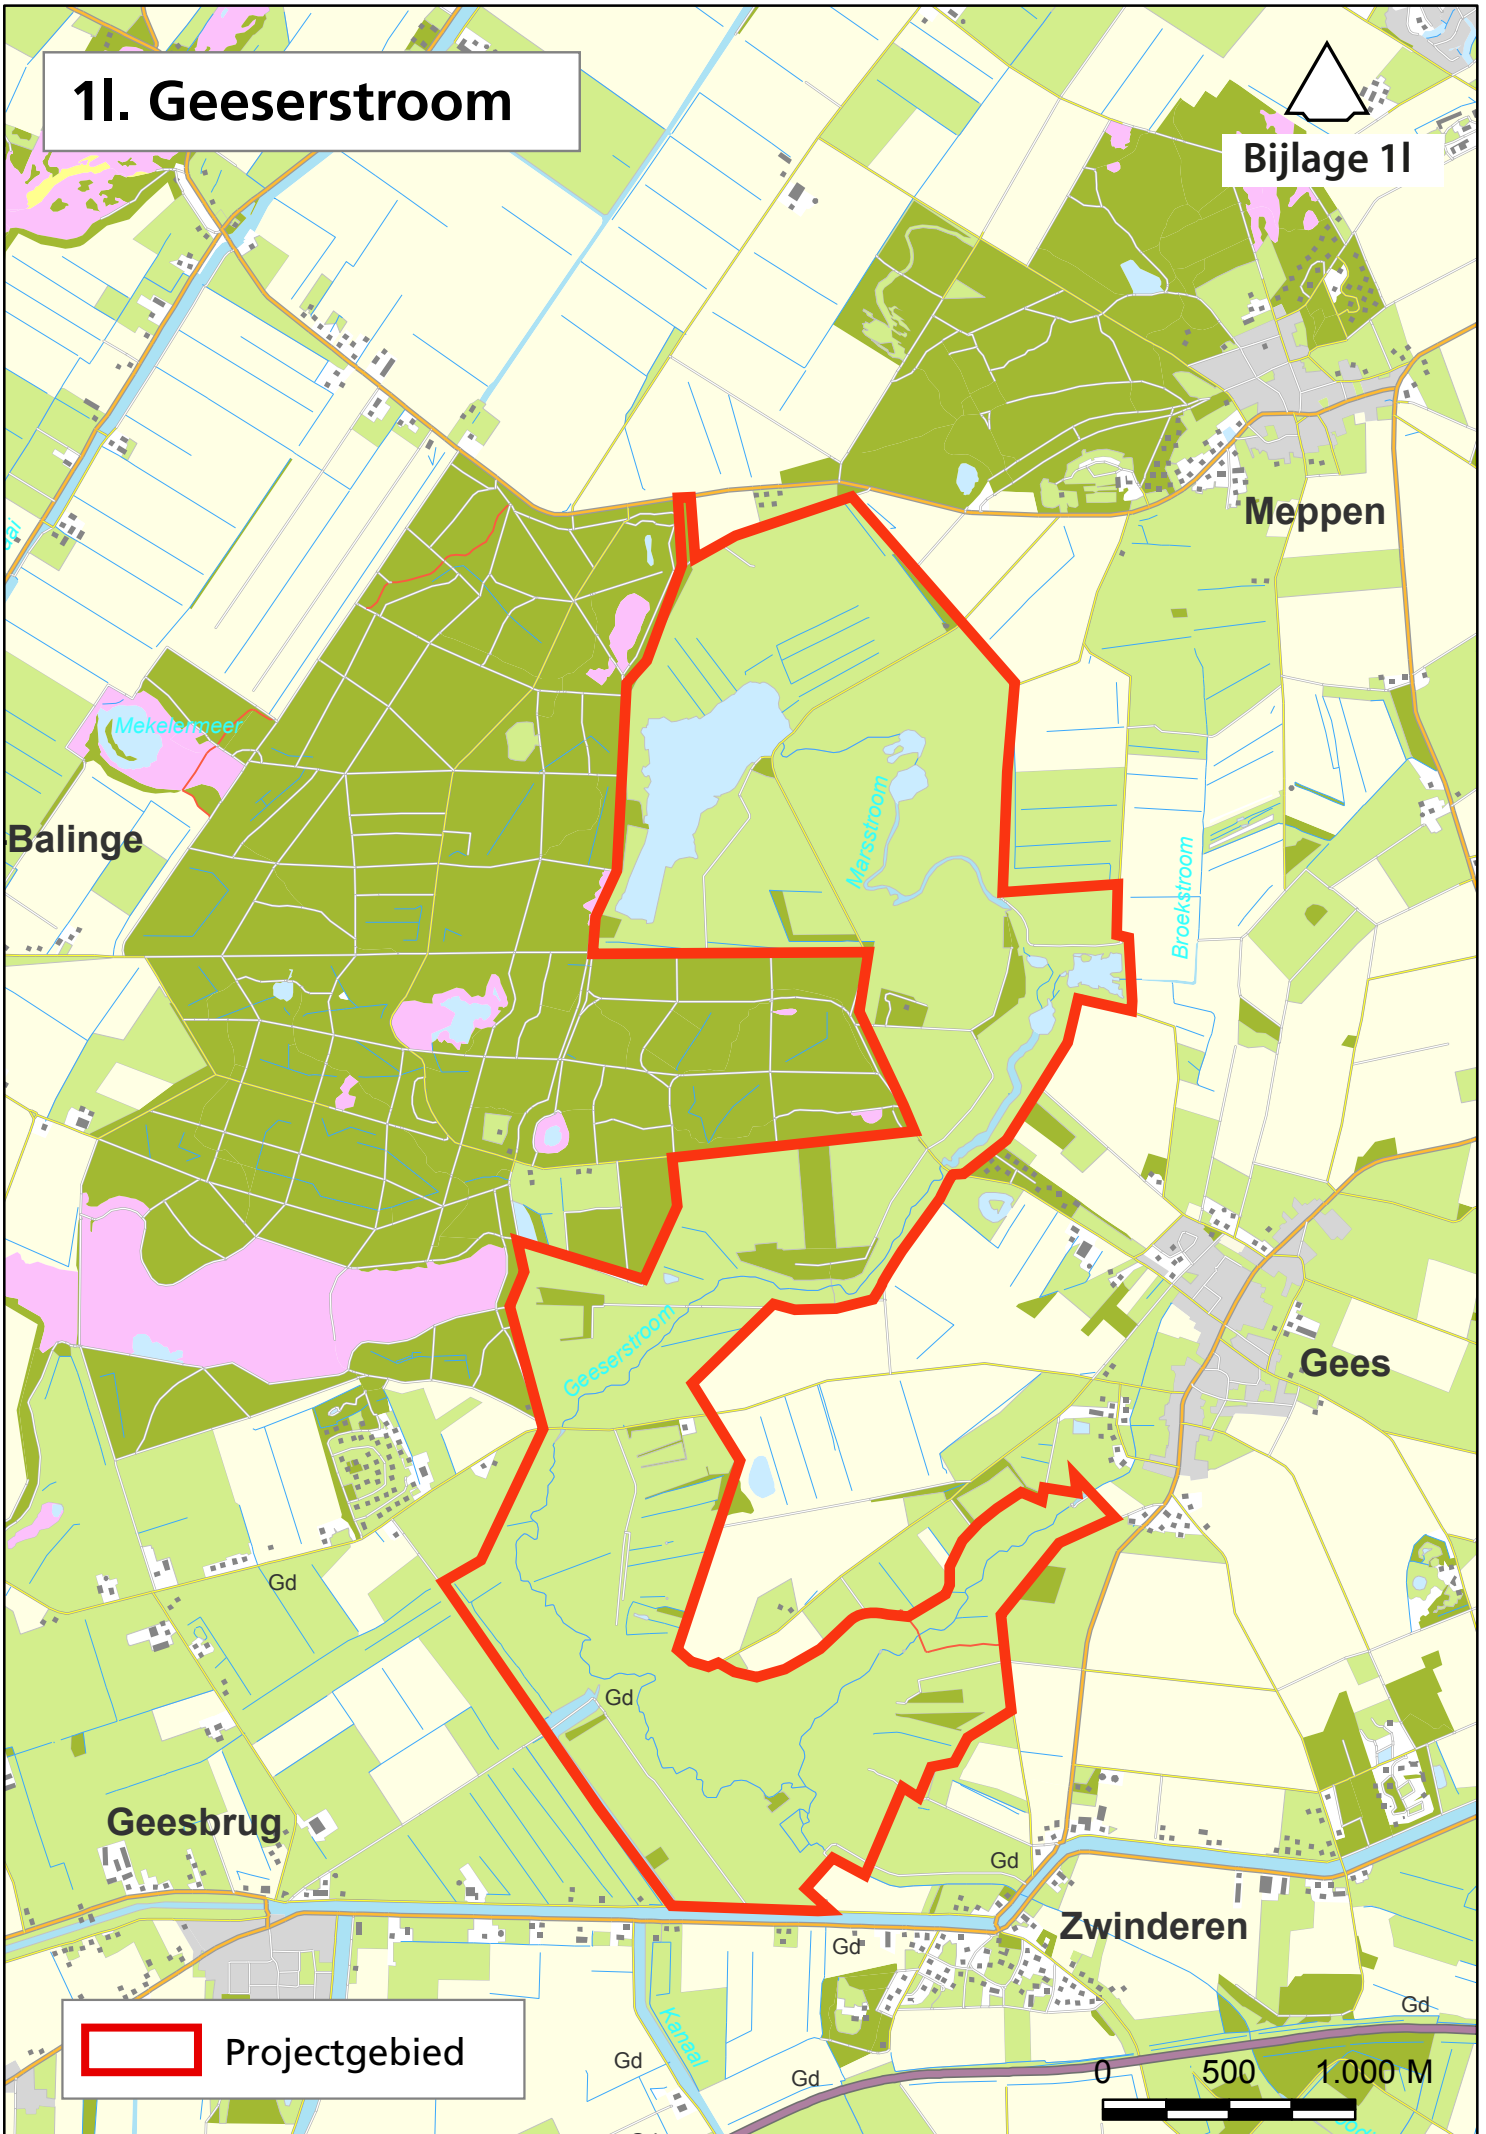 1l. Geeserstroom
Bijlage 1l
Meppen
Mekelermeer
-Balinge
Marsstroom
Broekstroom
Geeserstroom
Gees
Gd
Gd
Geesbrug
Gd
Zwinderen
Gd
Gd
Kanaal
Gd
Gd
Projectgebied
0 500 1.000 M